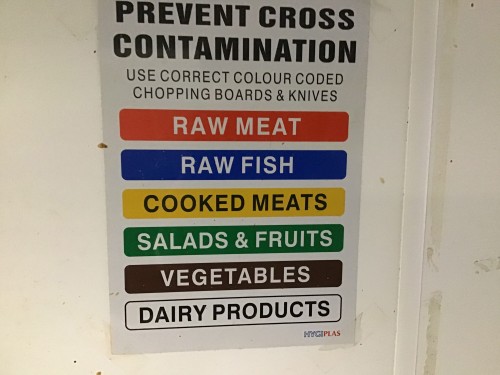 PREVENT CROSS
CONTAMINATION
USE CORRECT COLOUR CODED
CHOPPING BOARDS & KNIVES
RAW MEAT
RAW FISH
COOKED MEATS
SALADS & FRUITS
VEGETABLES
DAIRY PRODUCTS
HYGIPLAS